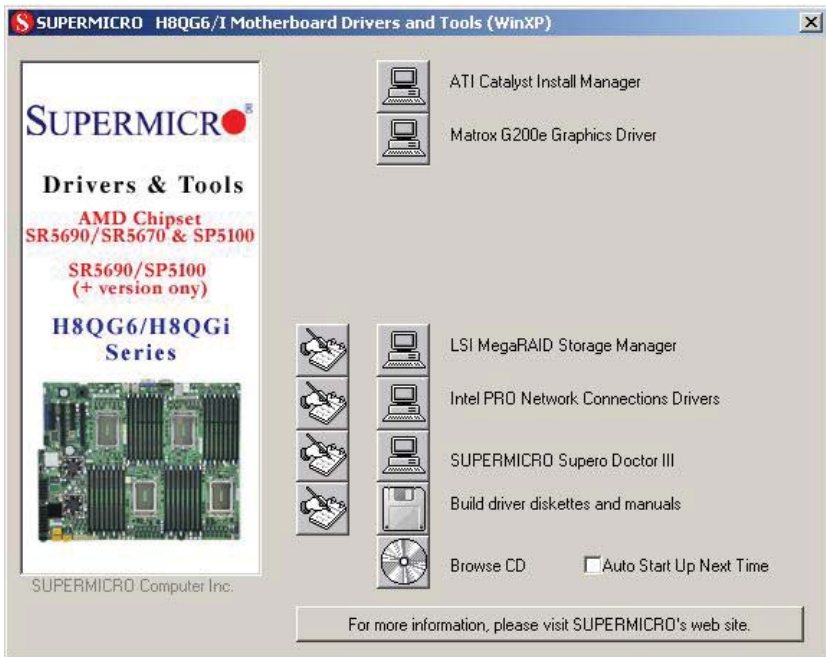 SUPERMICRO H8QG6/I Motherboard Drivers and Tools (WinXP)
SUPERMICRO®
Drivers & Tools
AMD Chipset
SR5690/SR5670 & SP5100
SR5690/SP5100
(+ version ony)
H8QG6/H8QGi
Series
SUPERMICRO Computer Inc.
ATI Catalyst Install Manager
Matrox G200e Graphics Driver
LSI MegaRAID Storage Manager
Intel PRO Network Connections Drivers
SUPERMICRO Supero Doctor III
Build driver diskettes and manuals
Browse CD Auto Start Up Next Time
For more information, please visit SUPERMICRO's web site.